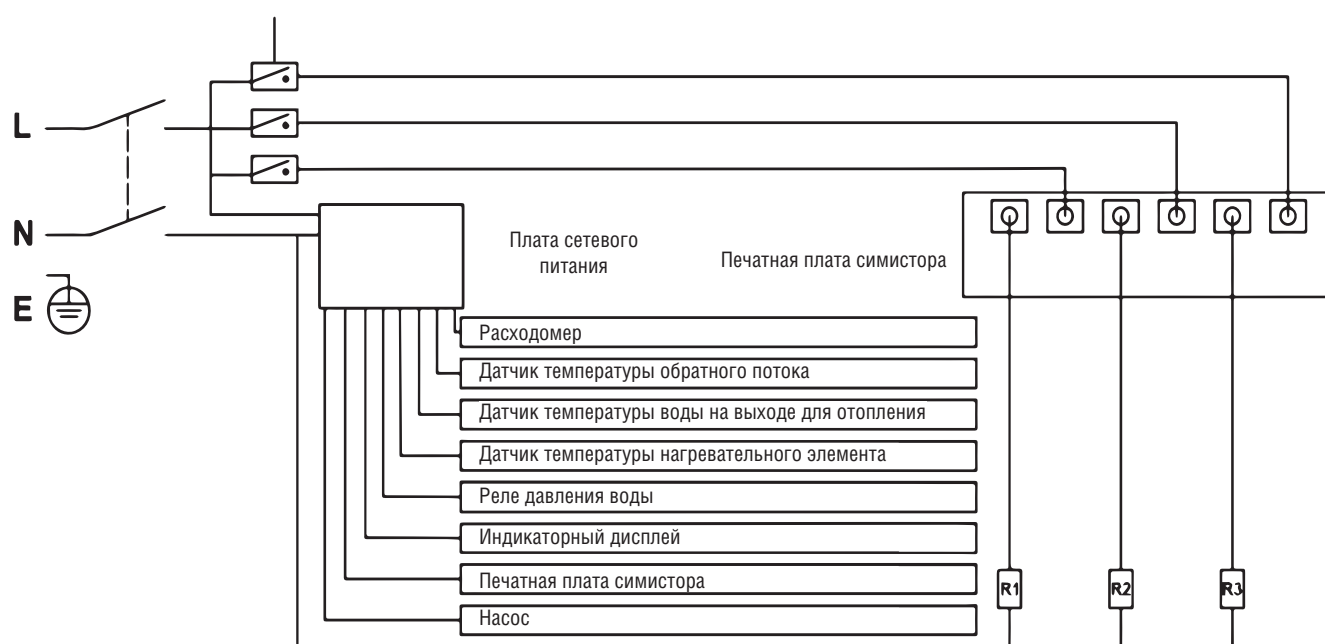 L
N
E
Плата сетевого
питания
Печатная плата симистора
Расходомер
Датчик температуры обратного потока
Датчик температуры воды на выходе для отопления
Датчик температуры нагревательного элемента
Реле давления воды
Индикаторный дисплей
Печатная плата симистора
Насос
R1
R2
R3